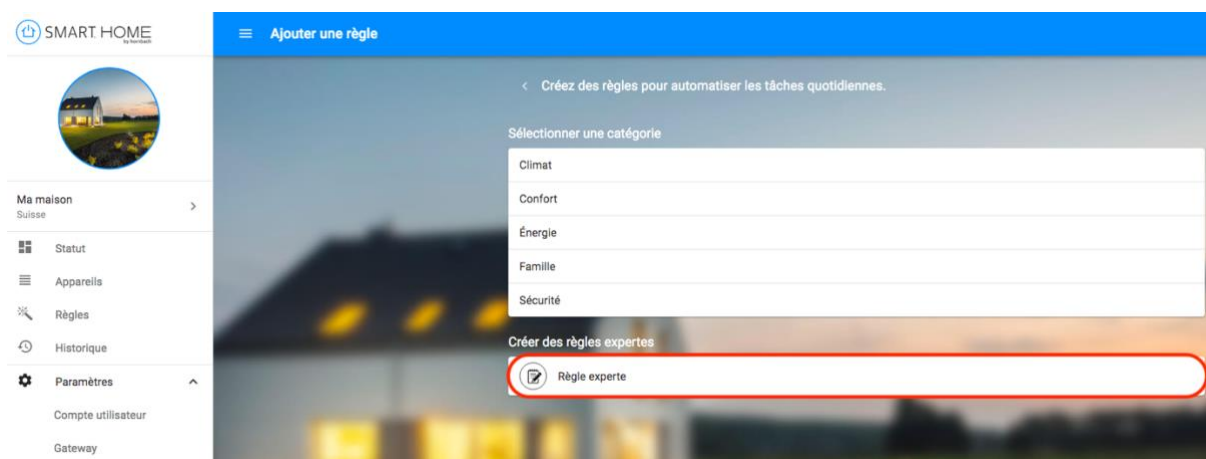 SMART HOME
by hornbach
Ma maison
Suisse
Statut
Appareils
Règles
Historique
Paramètres
Compte utilisateur
Gateway
Ajouter une règle
Créez des règles pour automatiser les tâches quotidiennes.
Sélectionner une catégorie
Climat
Confort
Énergie
Famille
Sécurité
Créer des règles expertes
Règle experte